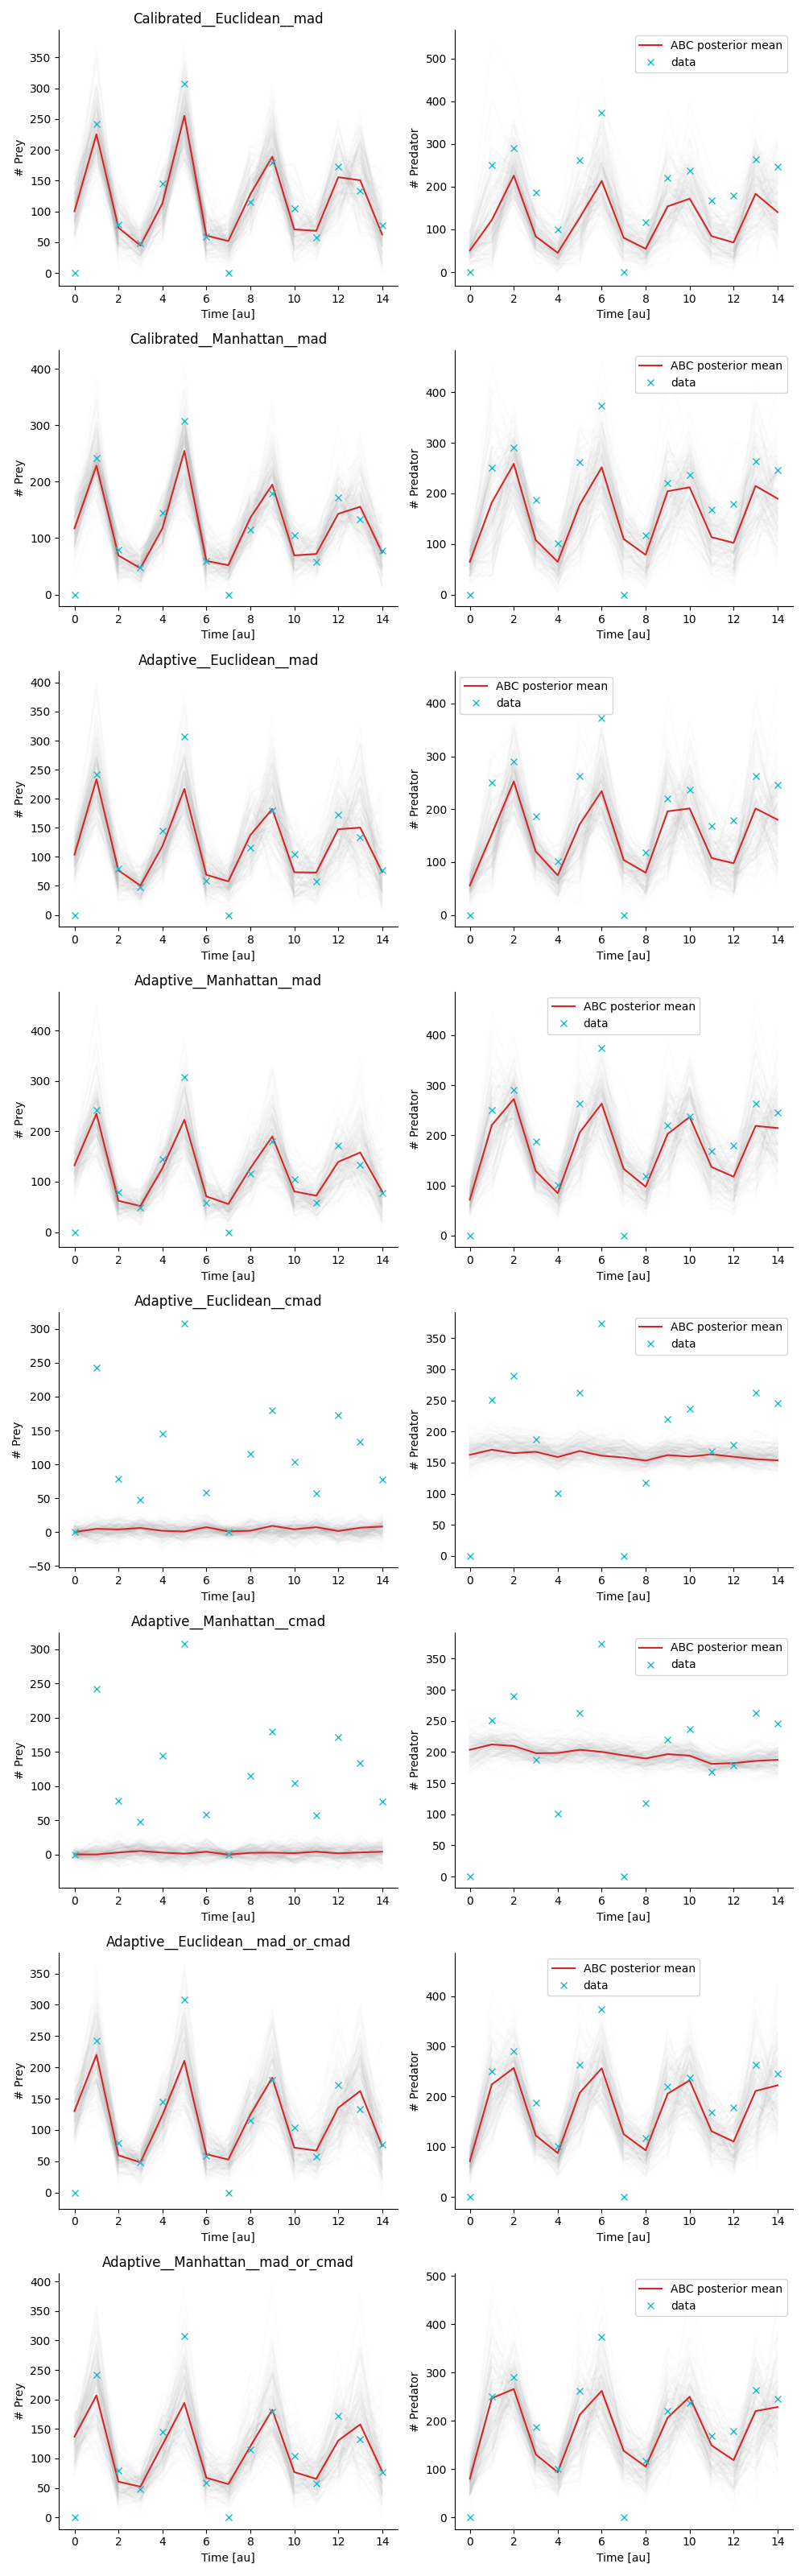 Calibrated__Euclidean__mad
# Prey
350
300
250
200
150
100
50
0
0 2 4 6 8 10 12 14
Time [au]
# Predator
500
400
300
200
100
0
0 2 4 6 8 10 12 14
Time [au]
ABC posterior mean
data
Calibrated__Manhattan__mad
# Prey
400
300
200
100
0
0 2 4 6 8 10 12 14
Time [au]
# Predator
400
300
200
100
0
0 2 4 6 8 10 12 14
Time [au]
ABC posterior mean
data
Adaptive__Euclidean__mad
# Prey
400
350
300
250
200
150
100
50
0
0 2 4 6 8 10 12 14
Time [au]
# Predator
400
300
200
100
0
0 2 4 6 8 10 12 14
Time [au]
ABC posterior mean
data
Adaptive__Manhattan__mad
# Prey
400
300
200
100
0
0 2 4 6 8 10 12 14
Time [au]
# Predator
400
300
200
100
0
0 2 4 6 8 10 12 14
Time [au]
ABC posterior mean
data
Adaptive__Euclidean__cmad
# Prey
300
250
200
150
100
50
0
−50
0 2 4 6 8 10 12 14
Time [au]
# Predator
350
300
250
200
150
100
50
0
0 2 4 6 8 10 12 14
Time [au]
ABC posterior mean
data
Adaptive__Manhattan__cmad
# Prey
300
250
200
150
100
50
0
0 2 4 6 8 10 12 14
Time [au]
# Predator
350
300
250
200
150
100
50
0
0 2 4 6 8 10 12 14
Time [au]
ABC posterior mean
data
Adaptive__Euclidean__mad_or_cmad
# Prey
350
300
250
200
150
100
50
0
0 2 4 6 8 10 12 14
Time [au]
# Predator
400
300
200
100
0
0 2 4 6 8 10 12 14
Time [au]
ABC posterior mean
data
Adaptive__Manhattan__mad_or_cmad
# Prey
400
350
300
250
200
150
100
50
0
0 2 4 6 8 10 12 14
Time [au]
# Predator
500
400
300
200
100
0
0 2 4 6 8 10 12 14
Time [au]
ABC posterior mean
data